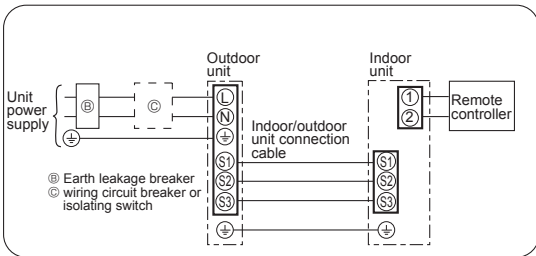 Outdoor
unit
Indoor
unit
Unit
power
supply
Ⓑ
Ⓒ
L
N
S1
S2
S3
Indoor/outdoor
unit connection
cable
1
2
Remote
controller
S1
S2
S3
Ⓑ Earth leakage breaker
Ⓒ wiring circuit breaker or
isolating switch